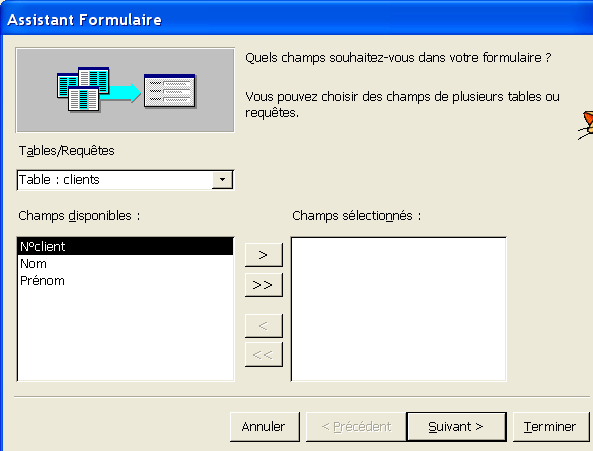 Assistant Formulaire
Quels champs souhaitez-vous dans votre formulaire ?
Vous pouvez choisir des champs de plusieurs tables ou
requêtes.
Tables/Requêtes
Table : clients
Champs disponibles :
Champs sélectionnés :
N°client
Nom
Prénom
>
>>
<
<<
Annuler
< Précédent
Suivant >
Terminer